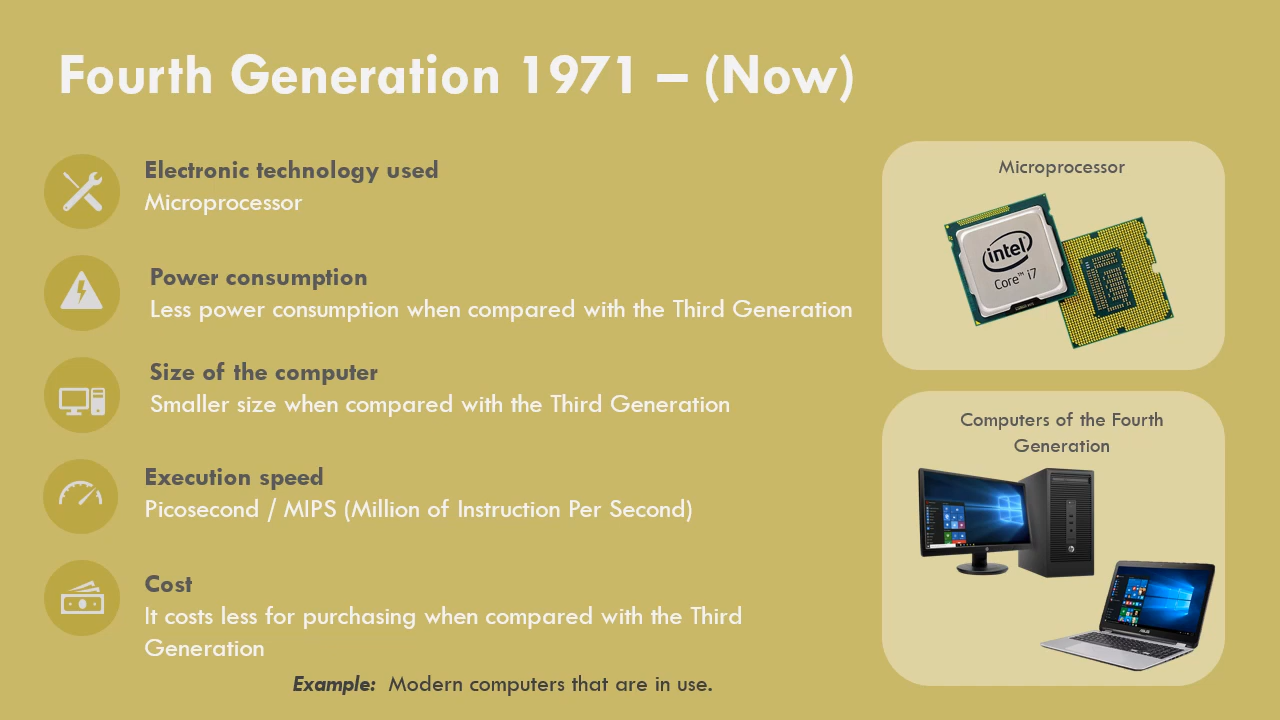 Fourth Generation 1971 – (Now)
Electronic technology used
Microprocessor
Power consumption
Less power consumption when compared with the Third Generation
Size of the computer
Smaller size when compared with the Third Generation
Execution speed
Picosecond / MIPS (Million of Instruction Per Second)
Cost
It costs less for purchasing when compared with the Third
Generation
Example: Modern computers that are in use.
Microprocessor
intel
Core™ i7
Computers of the Fourth
Generation
hp
ASUS